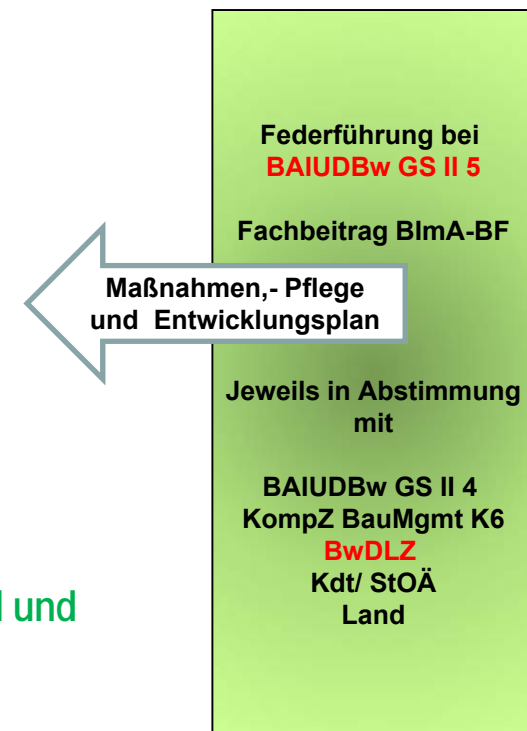 Federführung bei
BAIUDBw GS II 5
Fachbeitrag BImA-BF
Maßnahmen,- Pflege
und Entwicklungsplan
Jeweils in Abstimmung
mit
BAIUDBw GS II 4
KompZ BauMgmt K6
BwDLZ
Kdt/ StOÄ
Land
und